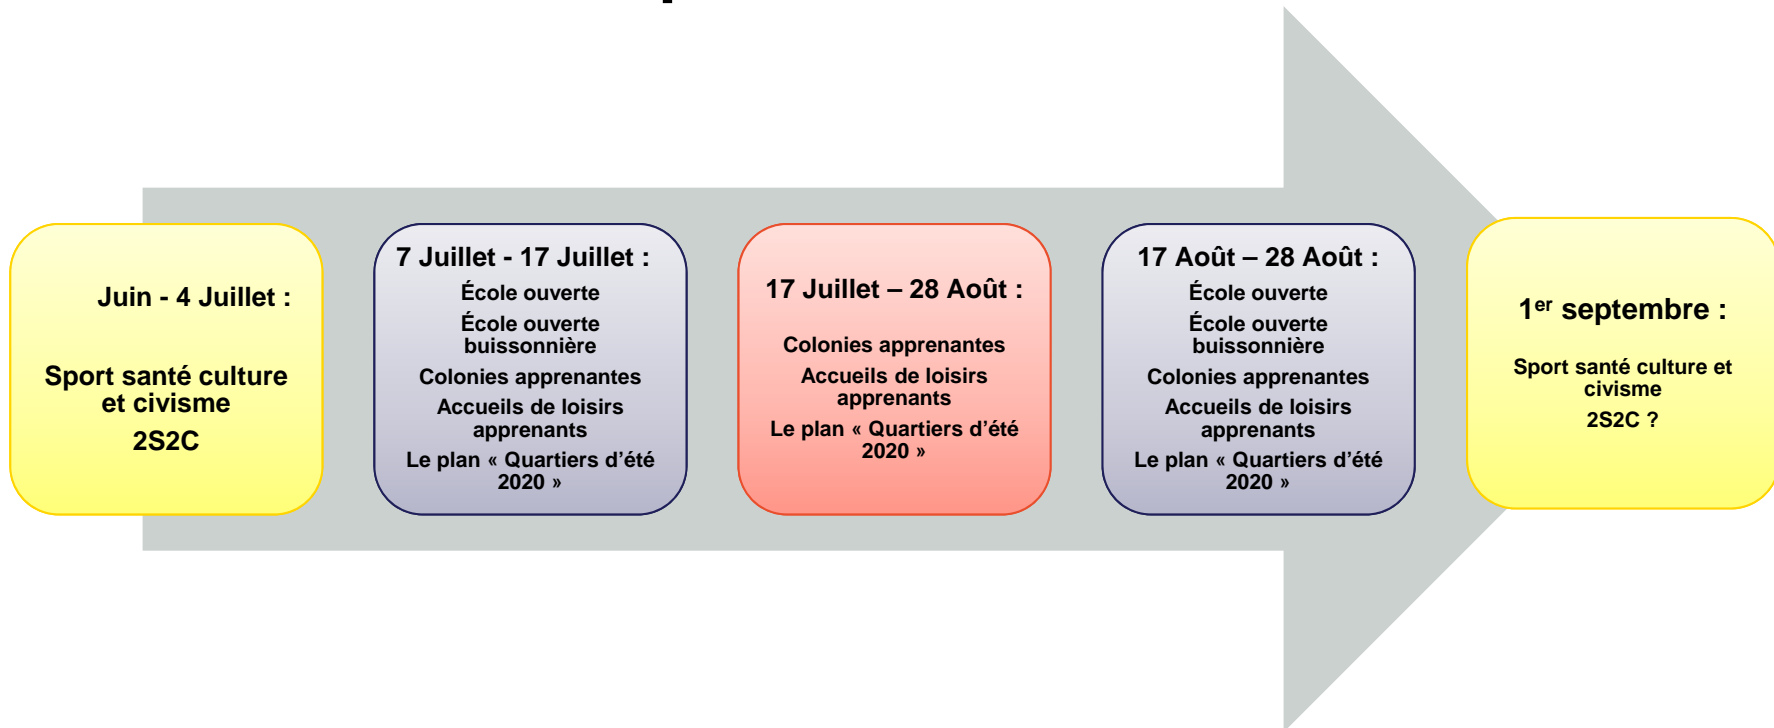 Juin - 4 Juillet :
Sport santé culture
et civisme
2S2C
7 Juillet - 17 Juillet :
École ouverte
École ouverte
buissonnière
Colonies apprenantes
Accueils de loisirs
apprenants
Le plan « Quartiers d'été
2020 »
17 Juillet – 28 Août :
Colonies apprenantes
Accueils de loisirs
apprenants
Le plan « Quartiers d'été
2020 »
17 Août – 28 Août :
École ouverte
École ouverte
buissonnière
Colonies apprenantes
Accueils de loisirs
apprenants
Le plan « Quartiers d'été
2020 »
1er septembre :
Sport santé culture et
civisme
2S2C ?